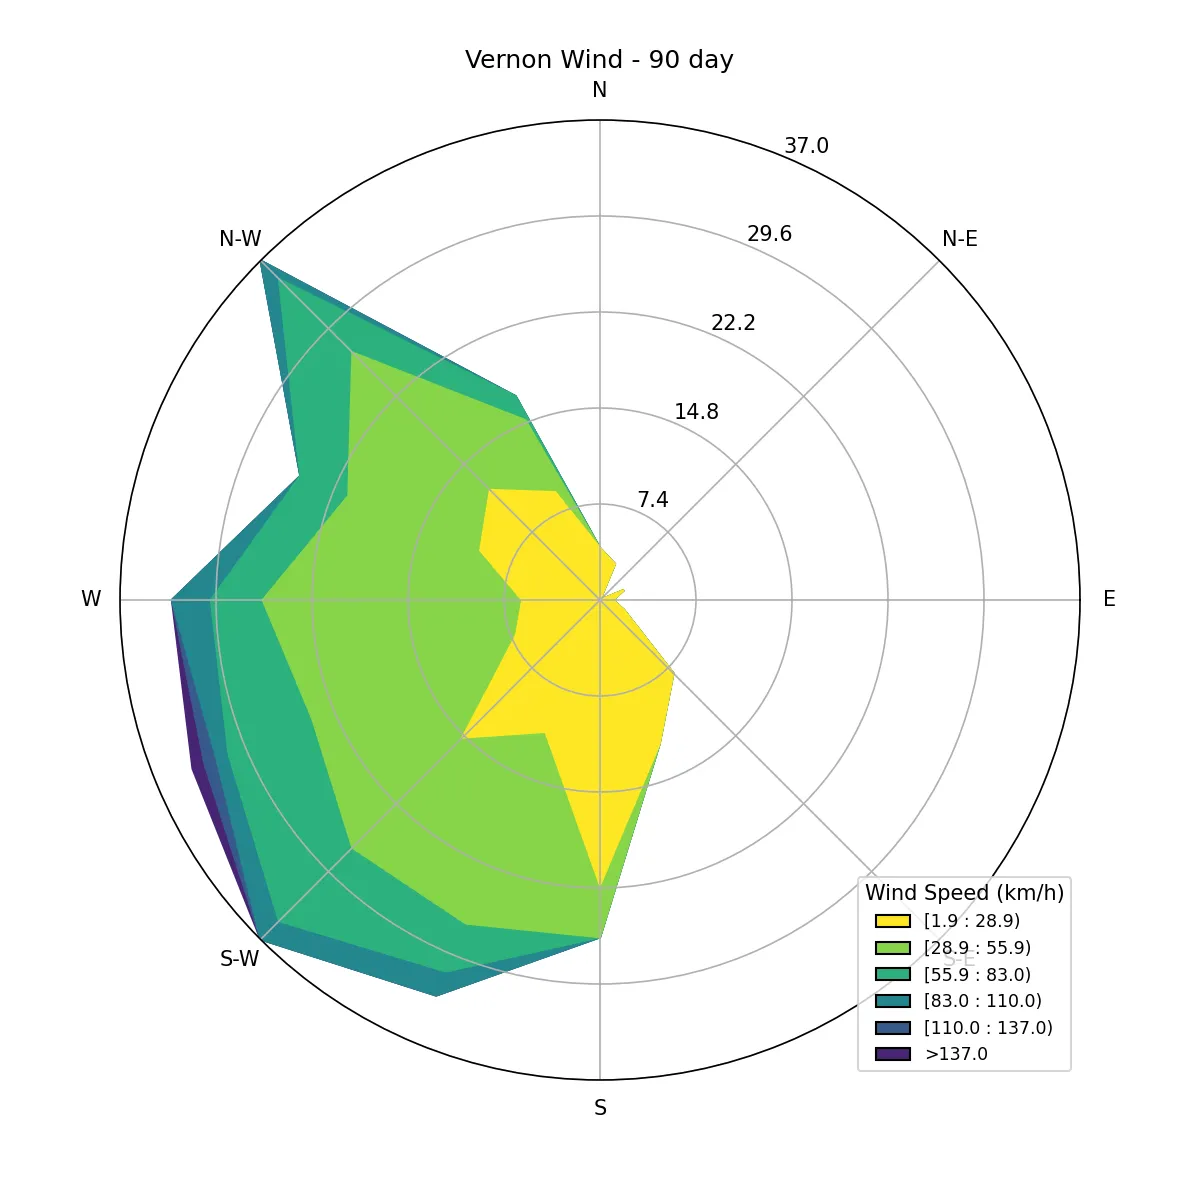 Vernon Wind - 90 day
N
37.0
29.6
N-W
N-E
22.2
14.8
7.4
W
E
Wind Speed (km/h)
[1.9 : 28.9)
[28.9 : 55.9)
S-W
S-E
[55.9 : 83.0)
[83.0 : 110.0)
[110.0 : 137.0)
>137.0
S